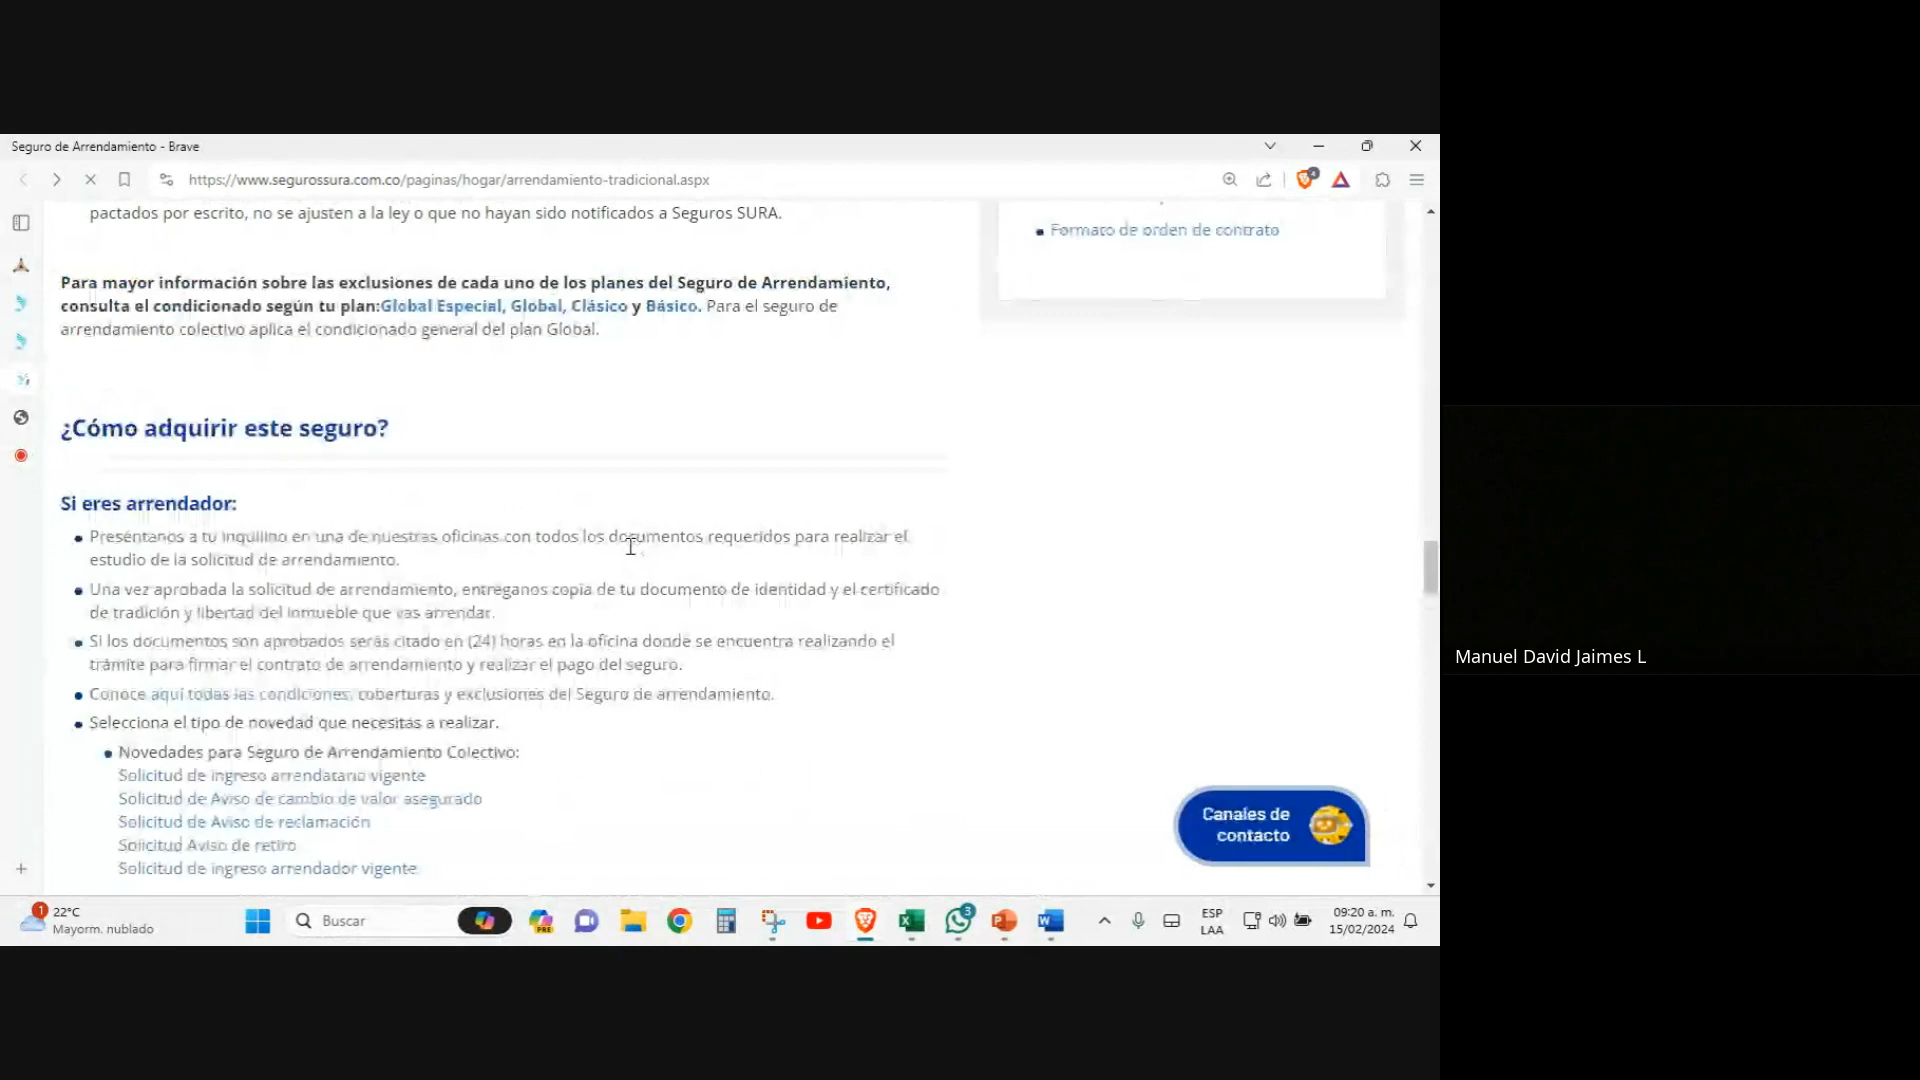 Seguro de Arrendamiento - Brave
https://www.segurossura.com.co/paginas/hogar/arrendamiento-tradicional.aspx
4
pactados por escrito, no se ajusten a la ley o que no hayan sido notificados a Seguros SURA.
Formato de orden de contrato
Para mayor información sobre las exclusiones de cada uno de los planes del Seguro de Arrendamiento,
consulta el condicionado según tu plan:Global Especial, Global, Clásico y Básico. Para el seguro de
arrendamiento colectivo aplica el condicionado general del plan Global.
¿Cómo adquirir este seguro?
Si eres arrendador:
Preséntanos a tu inquilino en una de nuestras oficinas con todos los documentos requeridos para realizar el
estudio de la solicitud de arrendamiento.
Una vez aprobada la solicitud de arrendamiento, entréganos copia de tu documento de identidad y el certificado
de tradición y libertad del inmueble que vas arrendar.
Si los documentos son aprobados serás citado en (24) horas en la oficina donde se encuentra realizando el
trámite para firmar el contrato de arrendamiento y realizar el pago del seguro.
Conoce aquí todas las condiciones, coberturas y exclusiones del Seguro de arrendamiento.
Selecciona el tipo de novedad que necesitas a realizar.
Novedades para Seguro de Arrendamiento Colectivo:
Solicitud de ingreso arrendatario vigente
Solicitud de Aviso de cambio de valor asegurado
Solicitud de Aviso de reclamación
Solicitud Aviso de retiro
Solicitud de ingreso arrendador vigente
Canales de
contacto
Manuel David Jaimes L
1
22°C
Mayorm. nublado
Buscar
PRE
3
ESP
LAA
09:20 a. m.
15/02/2024